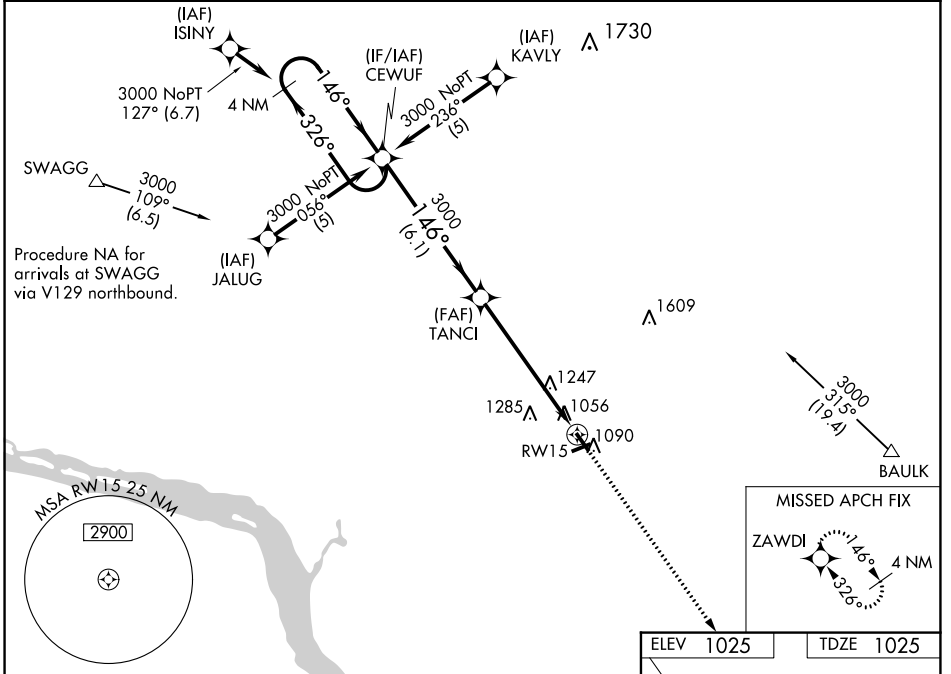 (IAF)
ISINY
3000 NoPT
127° (6.7)
4 NM
146°
326°
(IF/IAF)
CEWUF
(IAF)
KAVLY
1730
3000 NoPT
236°
(5)
SWAGG
3000
109°
(6.5)
3000 NoPT
056°
(5)
(IAF)
JALUG
Procedure NA for
arrivals at SWAGG
via V129 northbound.
3000
146°
(6.1)
(FAF)
TANCI
1609
1247
1285
1056
RW15
1090
3000
315°
(19.4)
BAULK
MSA RW15 25 NM
2900
MISSED APCH FIX
ZAWDI
146°
326°
4 NM
ELEV 1025
TDZE 1025